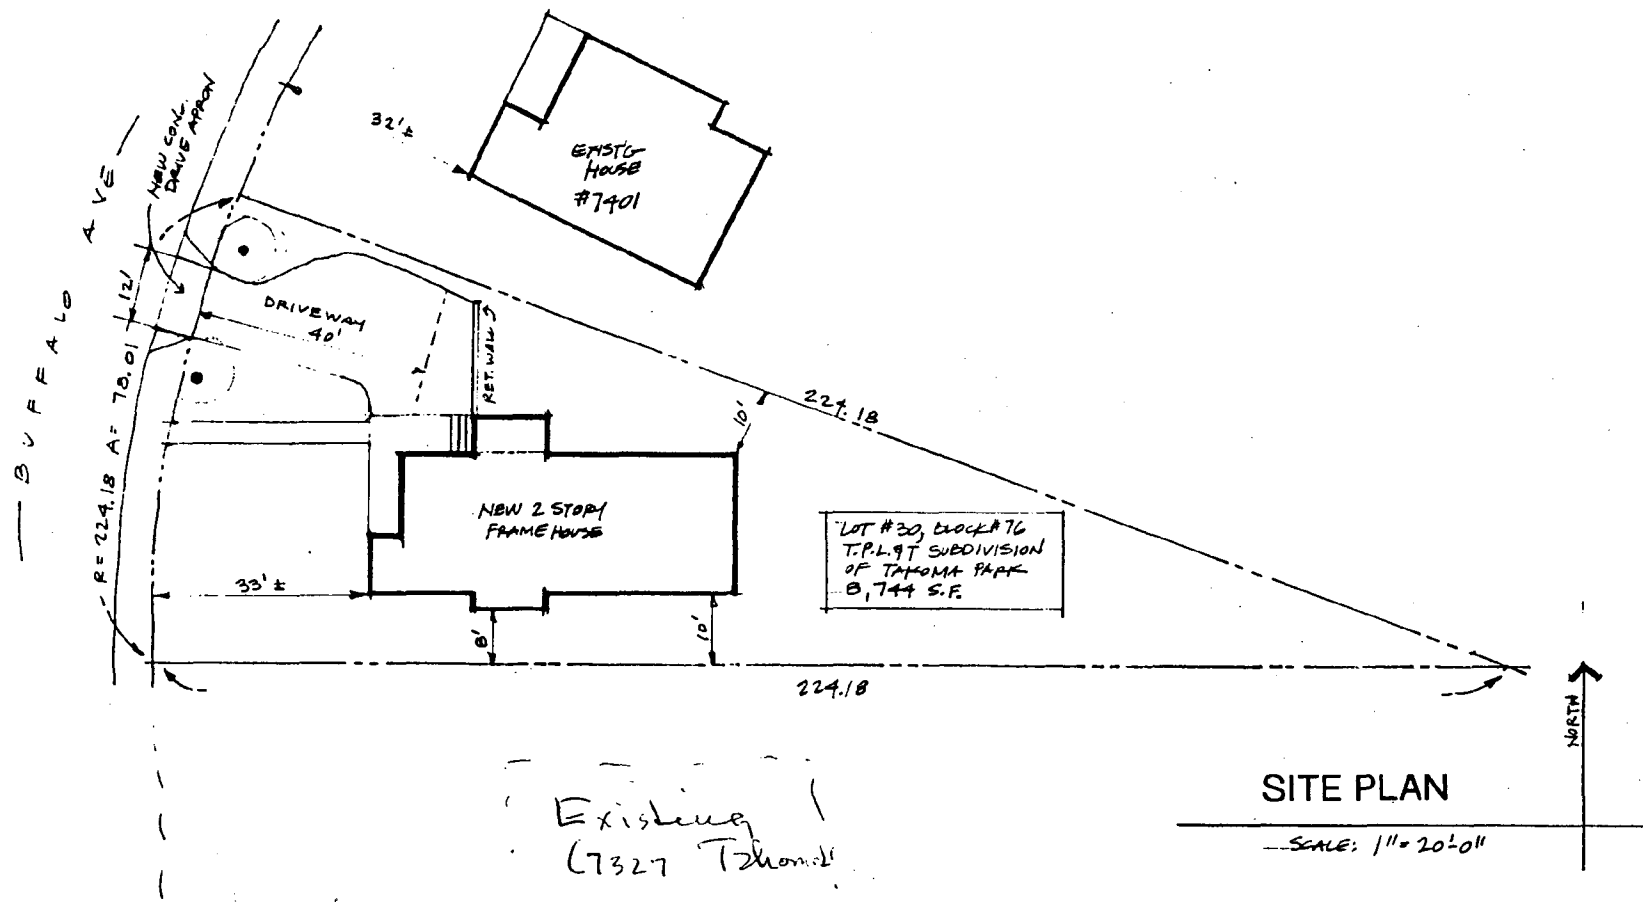 NEW CONC.
DRIVE APRON
32'±
EXIST'G
HOUSE
#7401
BUFFALO AVE
12'
DRIVEWAY
40'
RET. WALL
R=224.18 A= 78.01
224.18
10'
NEW 2 STORY
FRAME HOUSE
LOT #30, BLOCK #76
T.P.L.&T SUBDIVISION
OF TAKOMA PARK
8,744 S.F.
33'±
8'
10'
224.18
NORTH
Existing
(7327
SITE PLAN
SCALE: 1"=20'-0"